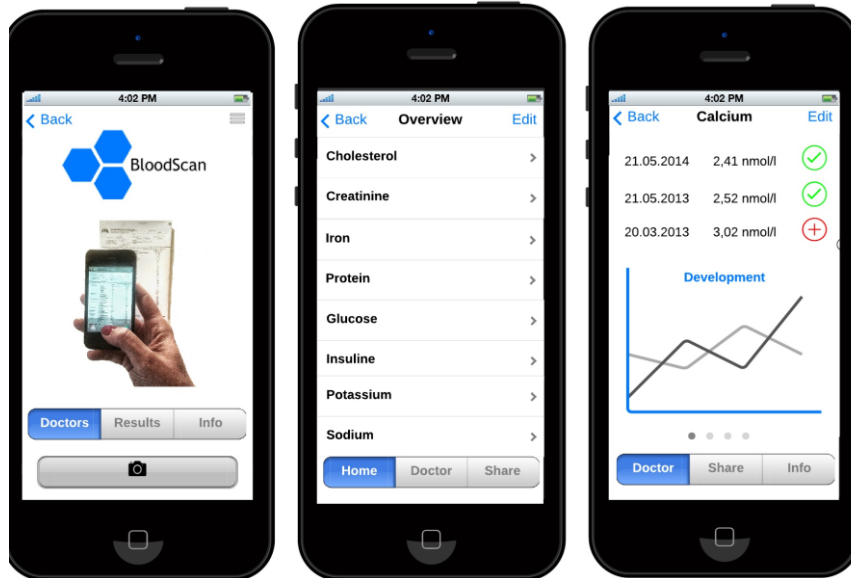 4:02 PM
Back
BloodScan
Doctors Results Info
4:02 PM
Back Overview Edit
Cholesterol
Creatinine
Iron
Protein
Glucose
Insuline
Potassium
Sodium
Home Doctor Share
4:02 PM
Back Calcium Edit
21.05.2014 2,41 nmol/l
21.05.2013 2,52 nmol/l
20.03.2013 3,02 nmol/l
Development
Doctor Share Info